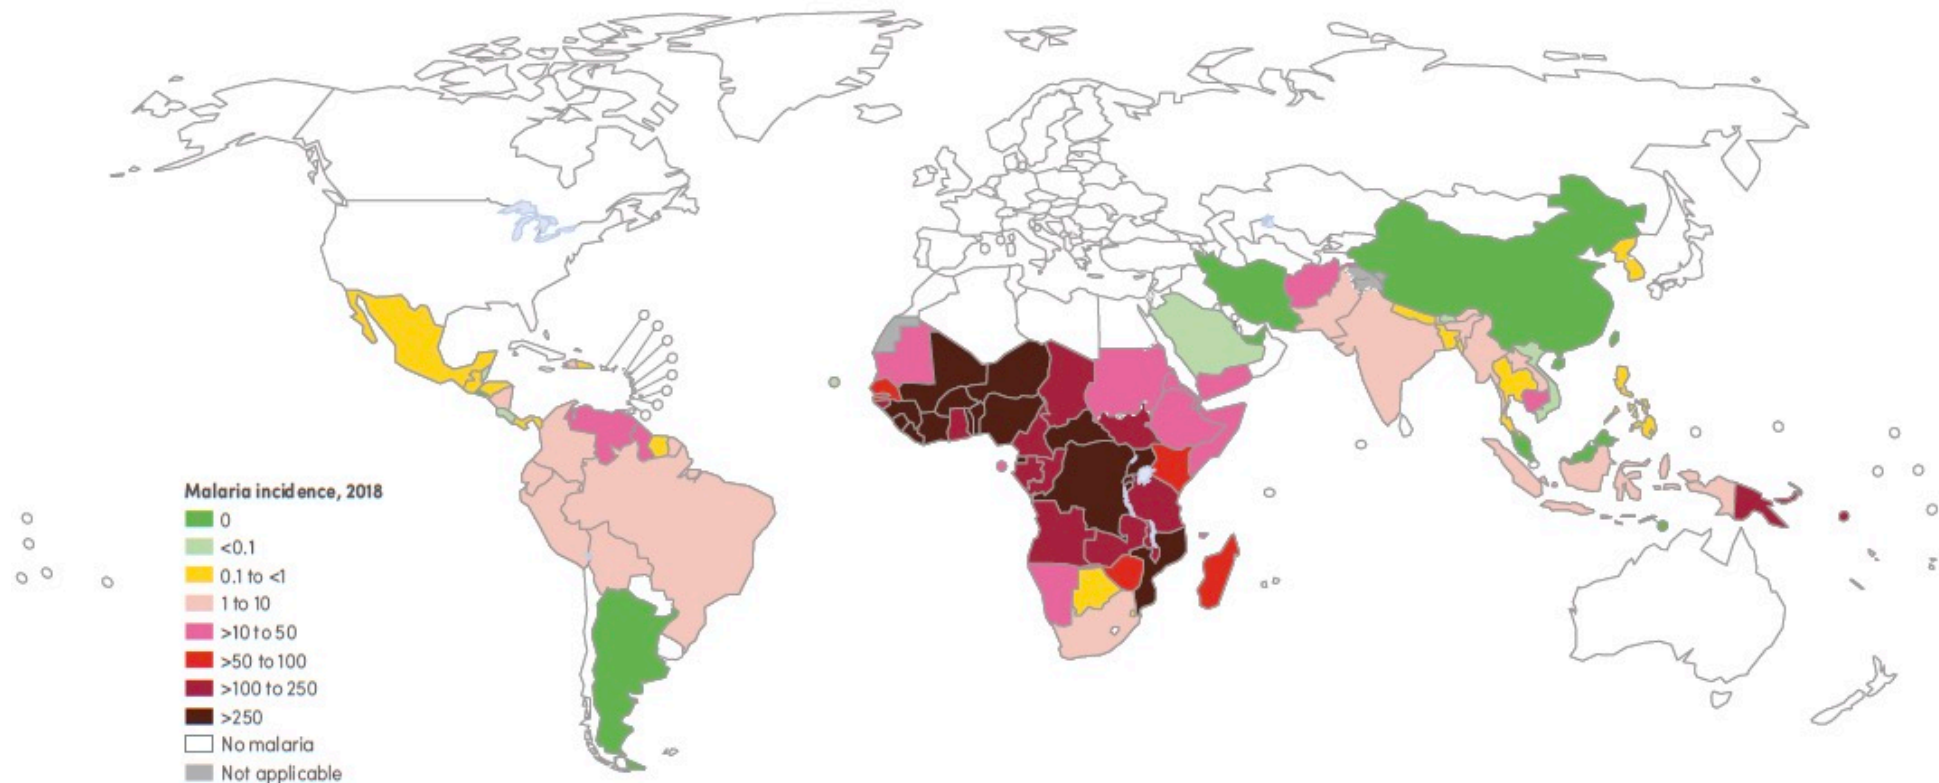 Malaria incidence, 2018
0
<0.1
0.1 to <1
1 to 10
>10 to 50
>50 to 100
>100 to 250
>250
No malaria
Not applicable